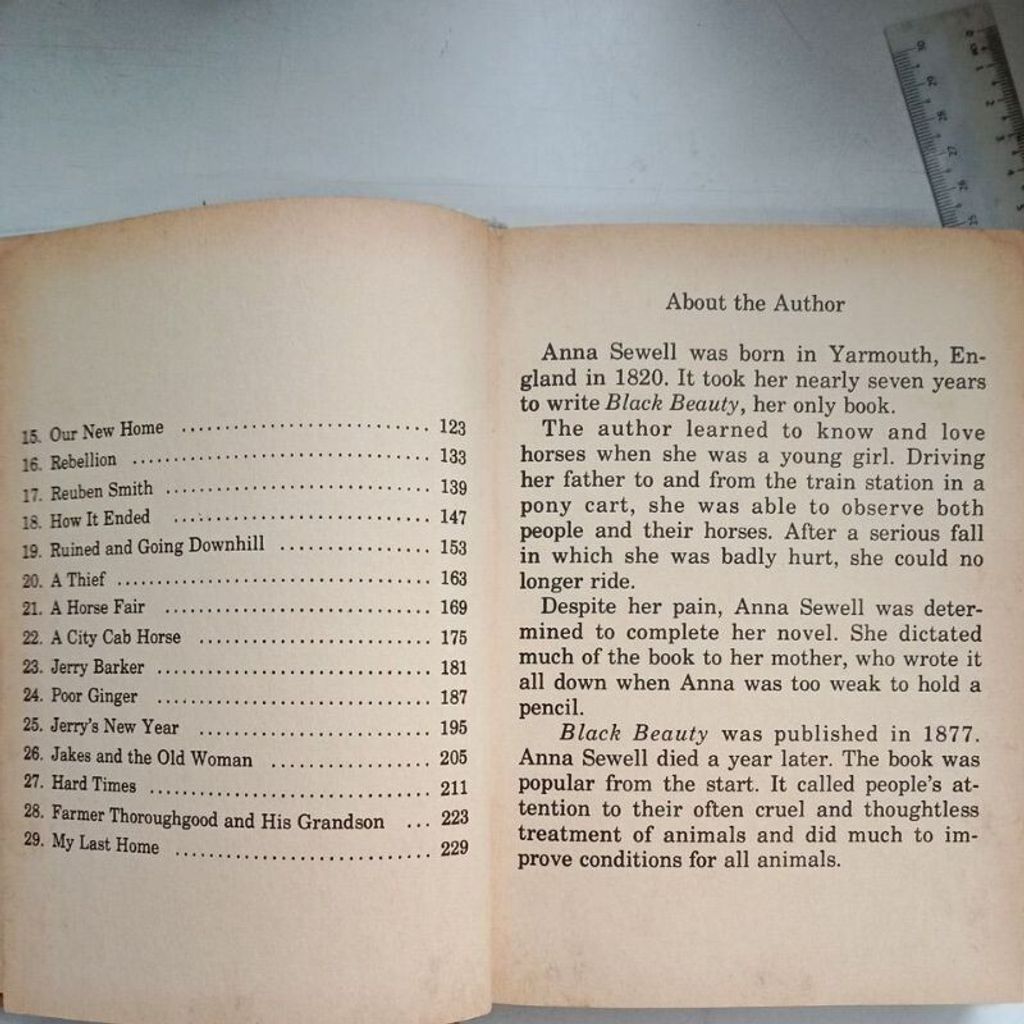 15. Our New Home .......................... 123
16. Rebellion ................................ 133
17. Reuben Smith ............................ 139
18. How It Ended ........................... 147
19. Ruined and Going Downhill ................ 153
20. A Thief .................................. 163
21. A Horse Fair ............................ 169
22. A City Cab Horse ........................ 175
23. Jerry Barker ............................. 181
24. Poor Ginger ............................. 187
25. Jerry's New Year ........................ 195
26. Jakes and the Old Woman ................ 205
27. Hard Times ............................. 211
28. Farmer Thoroughgood and His Grandson ... 223
29. My Last Home .......................... 229
About the Author
Anna Sewell was born in Yarmouth, En-
gland in 1820. It took her nearly seven years
to write Black Beauty, her only book.
The author learned to know and love
horses when she was a young girl. Driving
her father to and from the train station in a
pony cart, she was able to observe both
people and their horses. After a serious fall
in which she was badly hurt, she could no
longer ride.
Despite her pain, Anna Sewell was deter-
mined to complete her novel. She dictated
much of the book to her mother, who wrote it
all down when Anna was too weak to hold a
pencil.
Black Beauty was published in 1877.
Anna Sewell died a year later. The book was
popular from the start. It called people's at-
tention to their often cruel and thoughtless
treatment of animals and did much to im-
prove conditions for all animals.